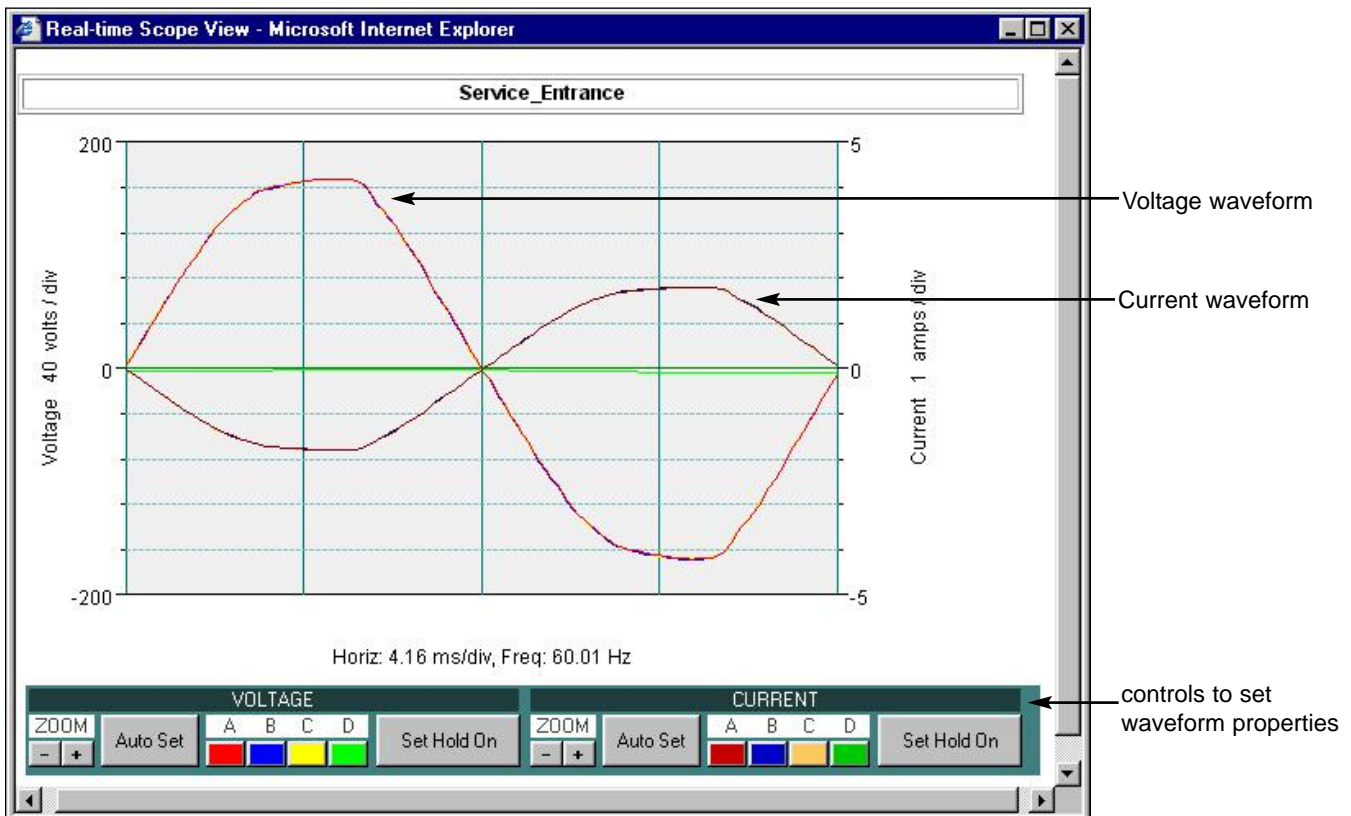 Real-time Scope View - Microsoft Internet Explorer
Service_Entrance
200
0
-200
Voltage 40 volts / div
5
0
-5
Current 1 amps / div
Voltage waveform
Current waveform
Horiz: 4.16 ms/div, Freq: 60.01 Hz
VOLTAGE
ZOOM
- +
Auto Set
A B C D
Set Hold On
CURRENT
ZOOM
- +
Auto Set
A B C D
Set Hold On
controls to set
waveform properties